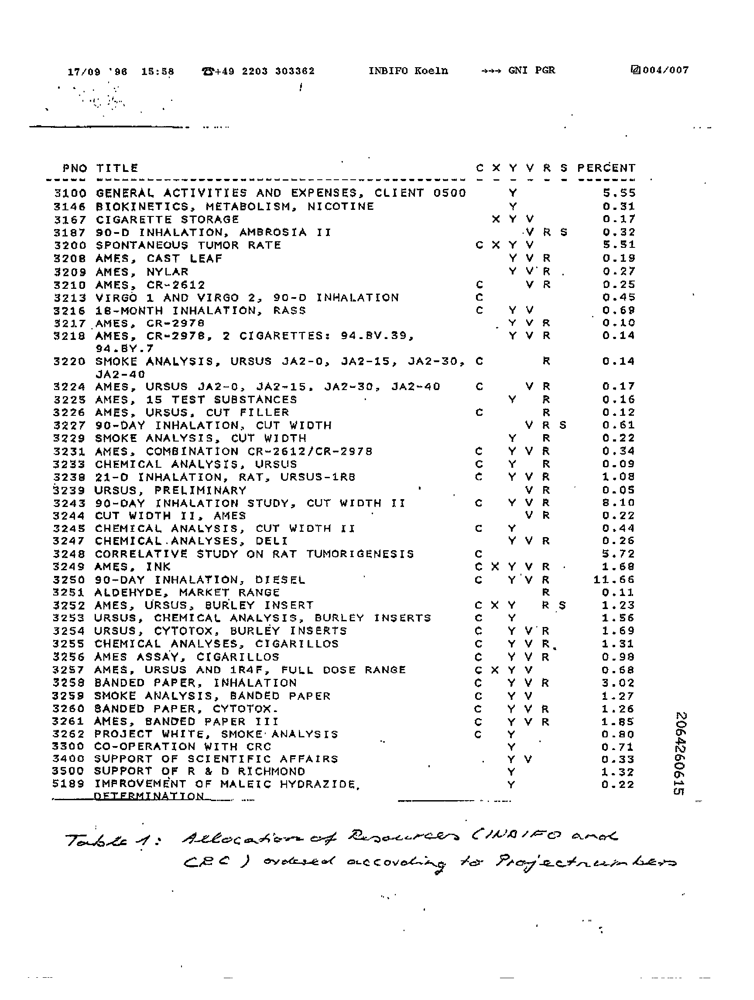 17/09 '96 15:58 ☎+49 2203 303362 INBIFO Koeln →→→ GNI PGR 004/007
PNO TITLE C X Y V R S PERCENT
3100 GENERAL ACTIVITIES AND EXPENSES, CLIENT 0500 Y 5.55
3146 BIOKINETICS, METABOLISM, NICOTINE Y 0.31
3167 CIGARETTE STORAGE X Y V 0.17
3187 90-D INHALATION, AMBROSIA II V R S 0.32
3200 SPONTANEOUS TUMOR RATE C X Y V 5.51
3208 AMES, CAST LEAF Y V R 0.19
3209 AMES, NYLAR Y V R 0.27
3210 AMES, CR-2612 C V R 0.25
3213 VIRGO 1 AND VIRGO 2, 90-D INHALATION C 0.45
3216 18-MONTH INHALATION, RASS C Y V 0.69
3217 AMES, CR-2978 Y V R 0.10
3218 AMES, CR-2978, 2 CIGARETTES: 94.BV.39, Y V R 0.14
94.BY.7
3220 SMOKE ANALYSIS, URSUS JA2-0, JA2-15, JA2-30, C R 0.14
JA2-40
3224 AMES, URSUS JA2-0, JA2-15, JA2-30, JA2-40 C V R 0.17
3225 AMES, 15 TEST SUBSTANCES Y R 0.16
3226 AMES, URSUS, CUT FILLER C R 0.12
3227 90-DAY INHALATION, CUT WIDTH V R S 0.61
3229 SMOKE ANALYSIS, CUT WIDTH Y R 0.22
3231 AMES, COMBINATION CR-2612/CR-2978 C Y V R 0.34
3233 CHEMICAL ANALYSIS, URSUS C Y R 0.09
3238 21-D INHALATION, RAT, URSUS-1R8 C Y V R 1.08
3239 URSUS, PRELIMINARY V R 0.05
3243 90-DAY INHALATION STUDY, CUT WIDTH II C Y V R 8.10
3244 CUT WIDTH II, AMES V R 0.22
3245 CHEMICAL ANALYSIS, CUT WIDTH II C Y 0.44
3247 CHEMICAL ANALYSES, DELI Y V R 0.26
3248 CORRELATIVE STUDY ON RAT TUMORIGENESIS C 5.72
3249 AMES, INK C X Y V R 1.68
3250 90-DAY INHALATION, DIESEL C Y V R 11.66
3251 ALDEHYDE, MARKET RANGE R 0.11
3252 AMES, URSUS, BURLEY INSERT C X Y R S 1.23
3253 URSUS, CHEMICAL ANALYSIS, BURLEY INSERTS C Y 1.56
3254 URSUS, CYTOTOX, BURLEY INSERTS C Y V R 1.69
3255 CHEMICAL ANALYSES, CIGARILLOS C Y V R 1.31
3256 AMES ASSAY, CIGARILLOS C Y V R 0.98
3257 AMES, URSUS AND 1R4F, FULL DOSE RANGE C X Y V 0.68
3258 BANDED PAPER, INHALATION C Y V R 3.02
3259 SMOKE ANALYSIS, BANDED PAPER C Y V 1.27
3260 BANDED PAPER, CYTOTOX. C Y V R 1.26
3261 AMES, BANDED PAPER III C Y V R 1.85
3262 PROJECT WHITE, SMOKE ANALYSIS C Y 0.80
3300 CO-OPERATION WITH CRC Y 0.71
3400 SUPPORT OF SCIENTIFIC AFFAIRS Y V 0.33
3500 SUPPORT OF R & D RICHMOND Y 1.32
5189 IMPROVEMENT OF MALEIC HYDRAZIDE Y 0.22
DETERMINATION
2064260615
Table 1: Allocation of Resources (INBIFO and
CRC) ordered according to Projectnumbers